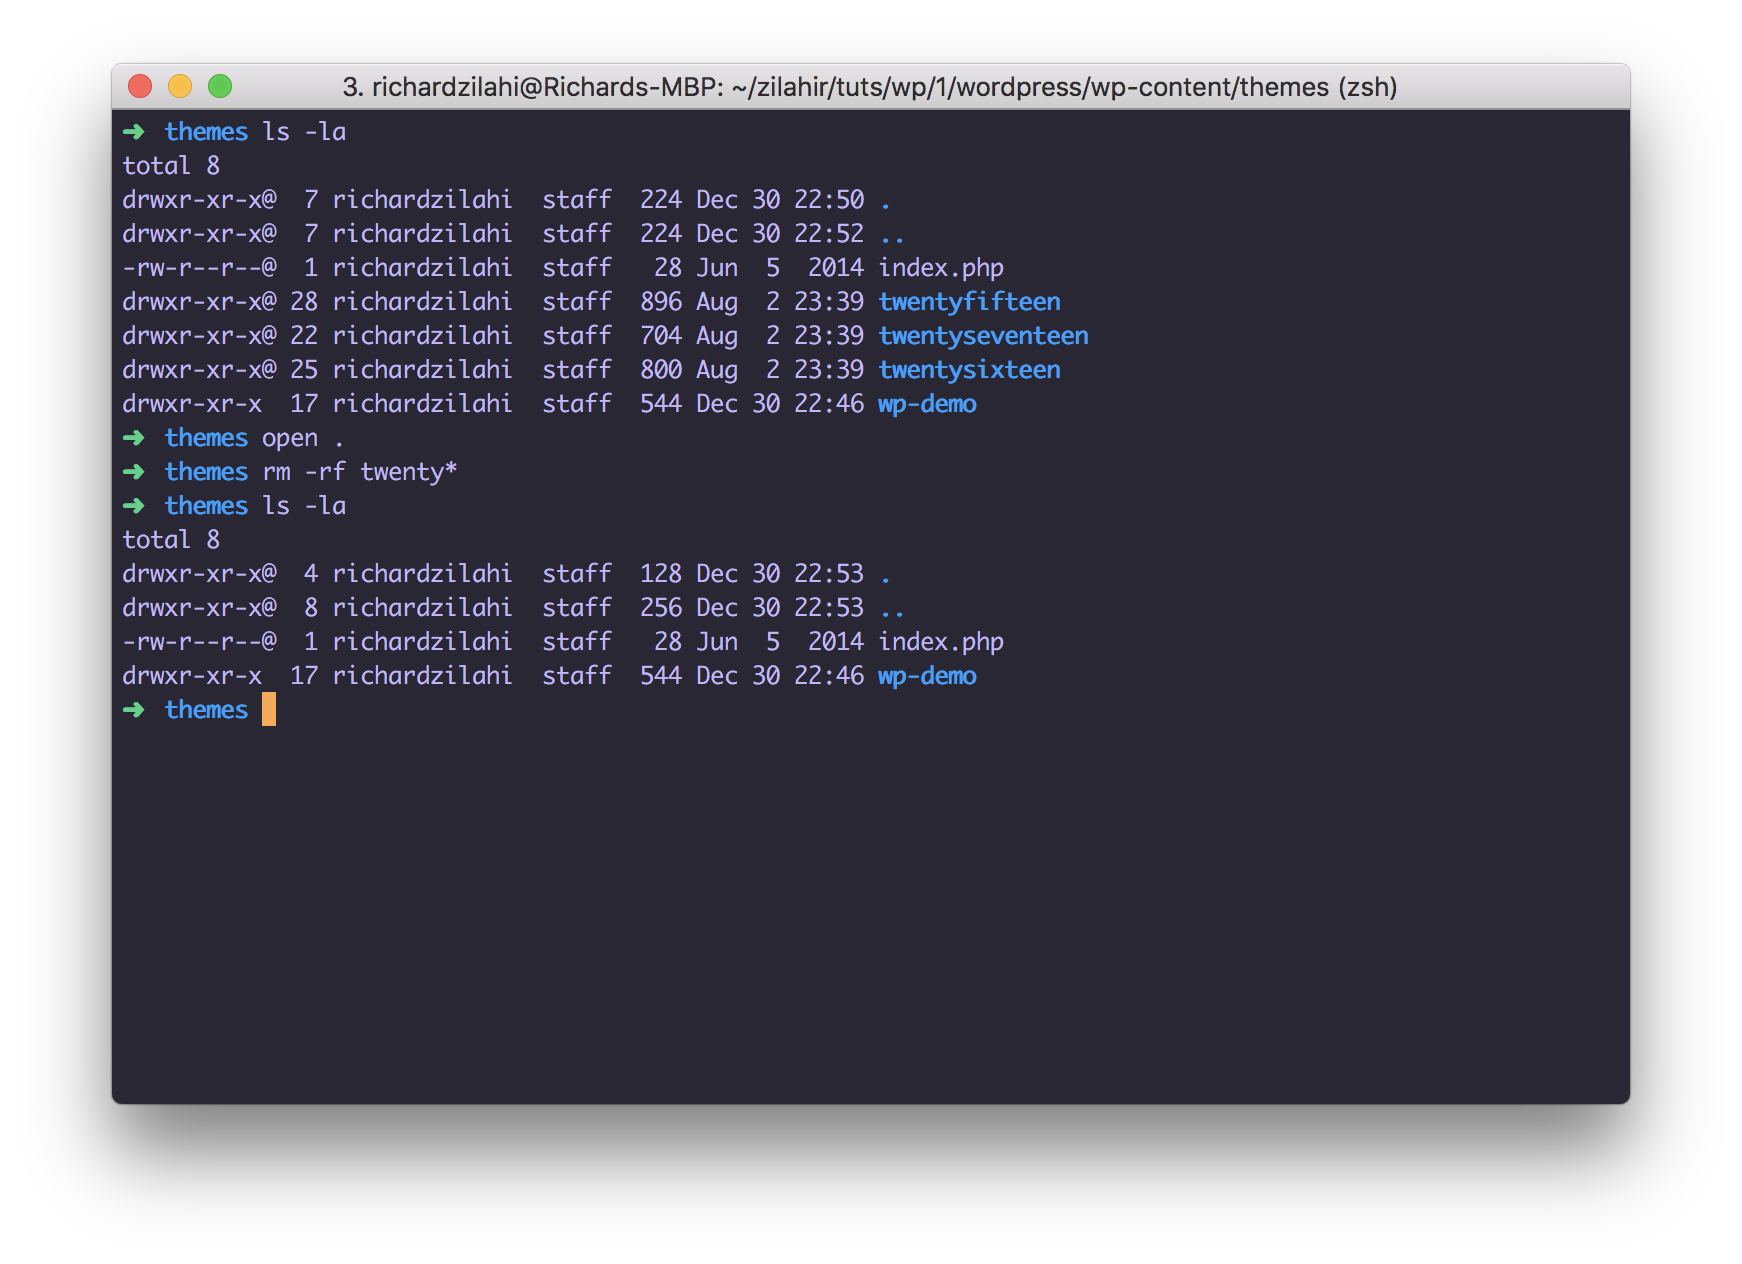 3. richardzilahi@Richards-MBP: ~/zilahir/tuts/wp/1/wordpress/wp-content/themes (zsh)
➜  themes ls -la
total 8
drwxr-xr-x@  7 richardzilahi  staff  224 Dec 30 22:50 .
drwxr-xr-x@  7 richardzilahi  staff  224 Dec 30 22:52 ..
-rw-r--r--@  1 richardzilahi  staff   28 Jun  5  2014 index.php
drwxr-xr-x@ 28 richardzilahi  staff  896 Aug  2 23:39 twentyfifteen
drwxr-xr-x@ 22 richardzilahi  staff  704 Aug  2 23:39 twentyseventeen
drwxr-xr-x@ 25 richardzilahi  staff  800 Aug  2 23:39 twentysixteen
drwxr-xr-x  17 richardzilahi  staff  544 Dec 30 22:46 wp-demo
➜  themes open .
➜  themes rm -rf twenty*
➜  themes ls -la
total 8
drwxr-xr-x@  4 richardzilahi  staff  128 Dec 30 22:53 .
drwxr-xr-x@  8 richardzilahi  staff  256 Dec 30 22:53 ..
-rw-r--r--@  1 richardzilahi  staff   28 Jun  5  2014 index.php
drwxr-xr-x  17 richardzilahi  staff  544 Dec 30 22:46 wp-demo
➜  themes